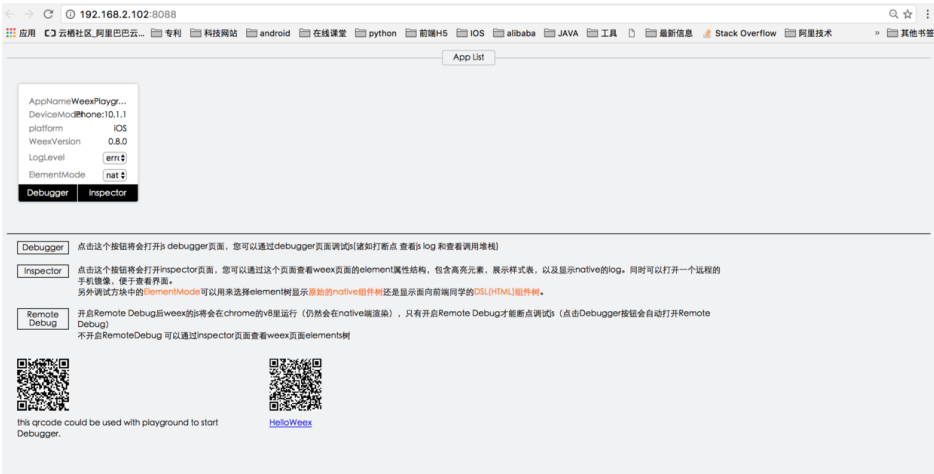 192.168.2.102:8088
应用 云栖社区_阿里巴巴云... 专利 科技网站 android 在线课堂 python 前端H5 IOS alibaba JAVA 工具 最新信息 Stack Overflow 阿里技术 » 其他书签
App List
AppNameWeexPlaygr...
DeviceModelPhone:10.1.1
platform iOS
WeexVersion 0.8.0
LogLevel erro
ElementMode nat
Debugger Inspector
Debugger 点击这个按钮将会打开js debugger页面，您可以通过debugger页面调试js(诸如打断点 查看js log 和查看调用堆栈)
Inspector 点击这个按钮将会打开inspector页面，您可以通过这个页面查看weex页面的element属性结构，包含高亮元素，展示样式表，以及显示native的log。同时可以打开一个远程的
手机镜像，便于查看界面。
另外调试方块中的ElementMode可以用来选择element树显示原始的native组件树还是显示面向前端同学的DSL(HTML)组件树。
Remote Debug 开启Remote Debug后weex的js将会在chrome的v8里运行（仍然会在native端渲染），只有开启Remote Debug才能断点调试js（点击Debugger按钮会自动打开Remote
Debug）
不开启RemoteDebug 可以通过inspector页面查看weex页面elements树
this qrcode could be used with playground to start
Debugger.
HelloWeex